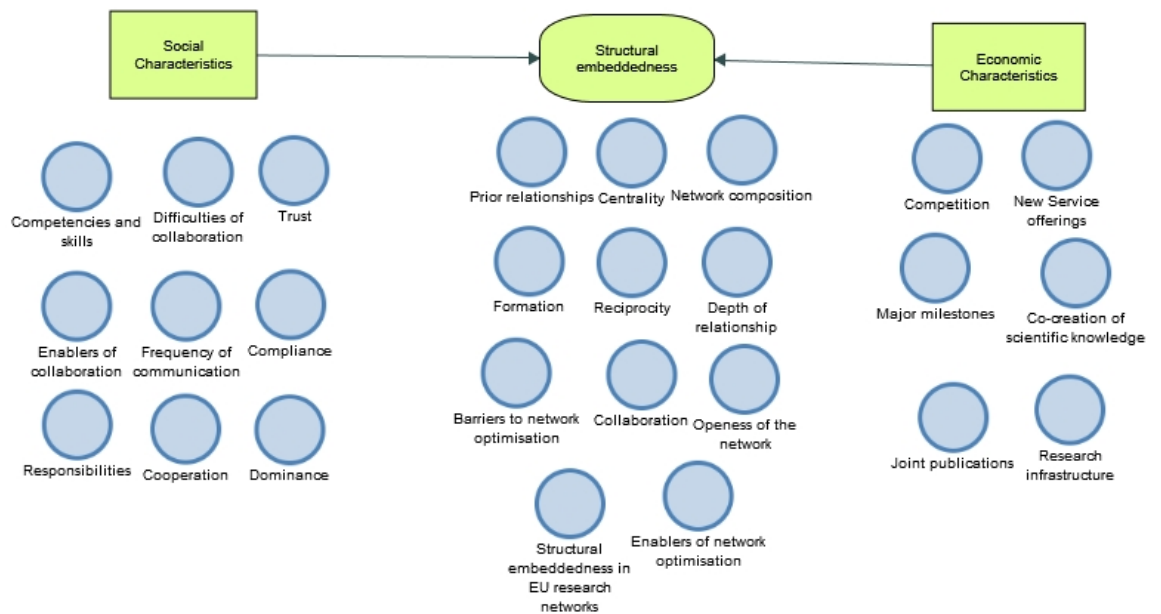 Social
Characteristics
Structural
embeddedness
Economic
Characteristics
Competencies and
skills
Difficulties of
collaboration
Trust
Enablers of
collaboration
Frequency of
communication
Compliance
Responsibilities
Cooperation
Dominance
Prior relationships
Centrality
Network composition
Formation
Reciprocity
Depth of
relationship
Barriers to network
optimisation
Collaboration
Openess of the
network
Structural
embeddedness in
EU research
networks
Enablers of network
optimisation
Competition
New Service
offerings
Major milestones
Co-creation of
scientific knowledge
Joint publications
Research
infrastructure